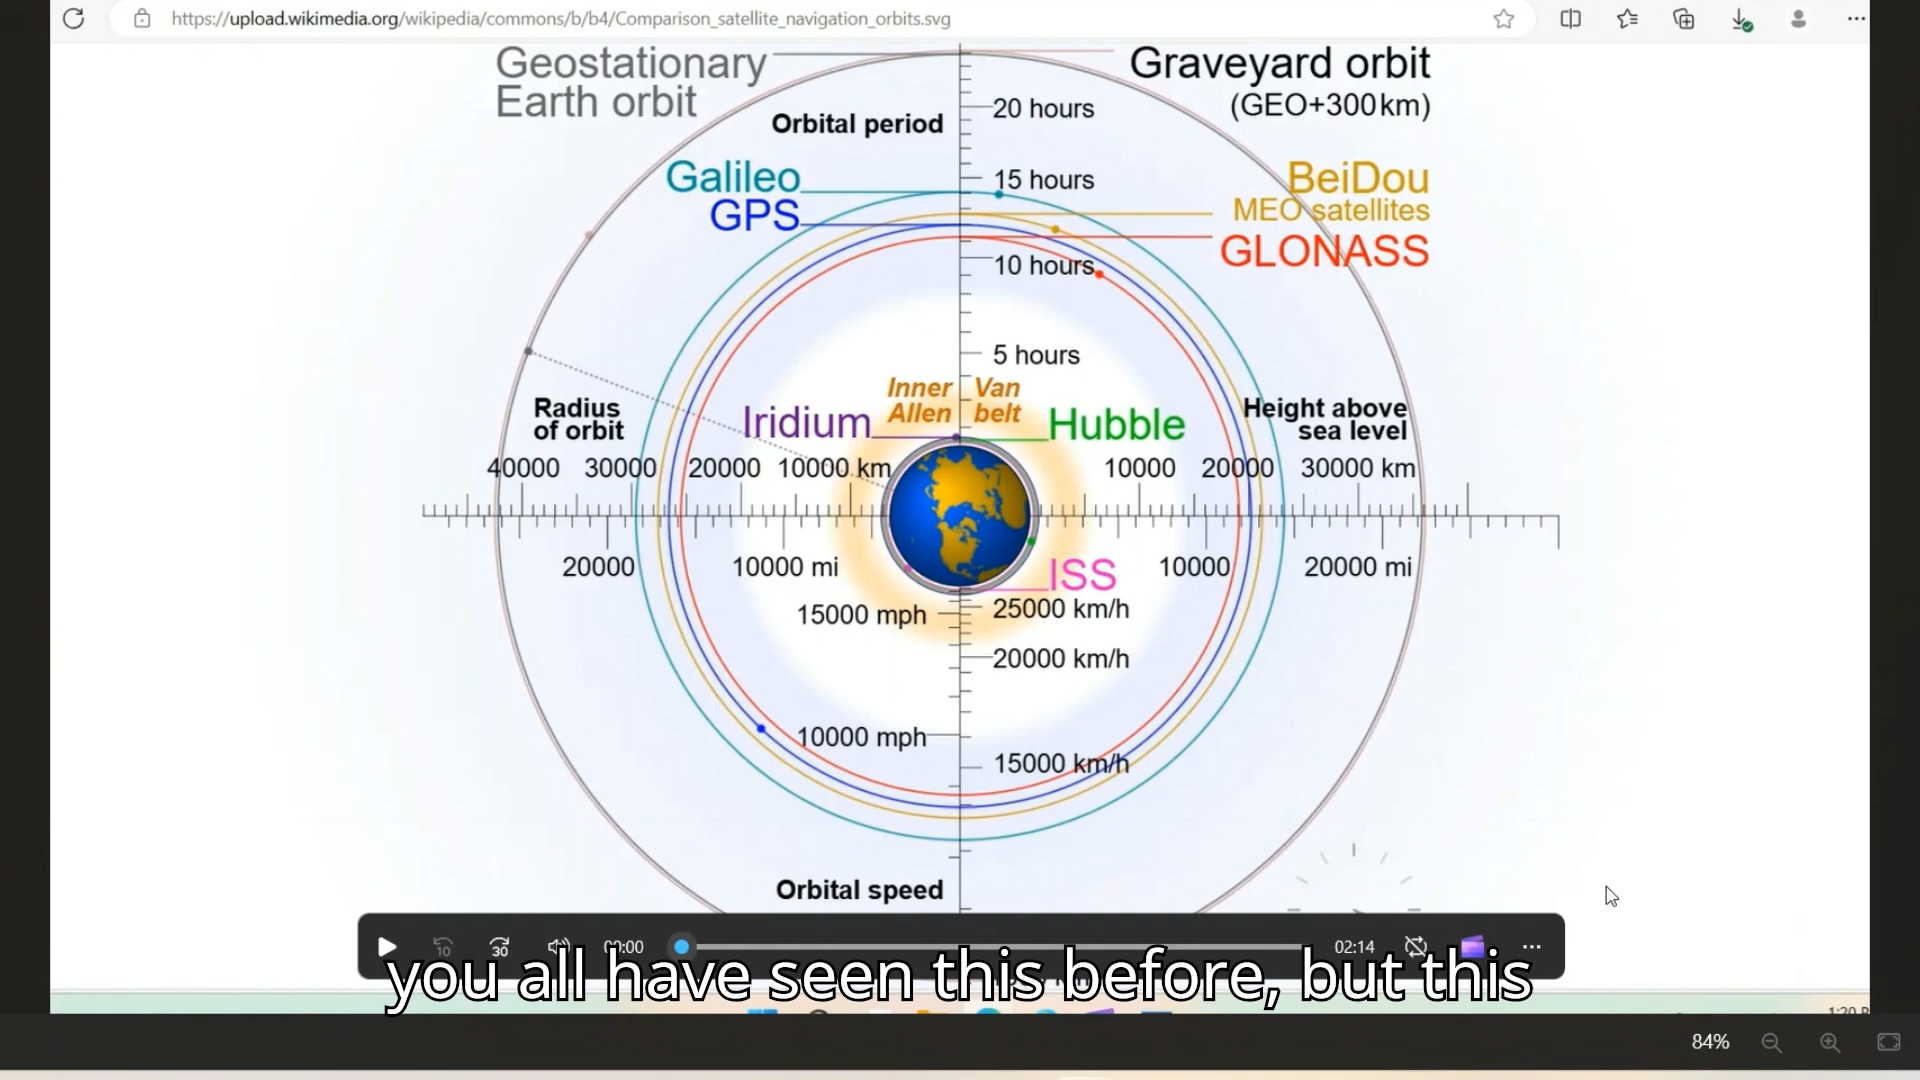 https://upload.wikimedia.org/wikipedia/commons/b/b4/Comparison_satellite_navigation_orbits.svg
Geostationary
Earth orbit
Graveyard orbit
(GEO+300km)
Orbital period
20 hours
Galileo
GPS
15 hours
BeiDou
MEO satellites
GLONASS
10 hours
5 hours
Inner Van
Allen belt
Iridium
Hubble
Radius
of orbit
Height above
sea level
40000 30000 20000 10000 km
10000 20000 30000 km
20000 10000 mi
ISS
10000 20000 mi
15000 mph
25000 km/h
20000 km/h
10000 mph
15000 km/h
Orbital speed
10
30
00:00
02:14
you all have seen this before, but this
84%